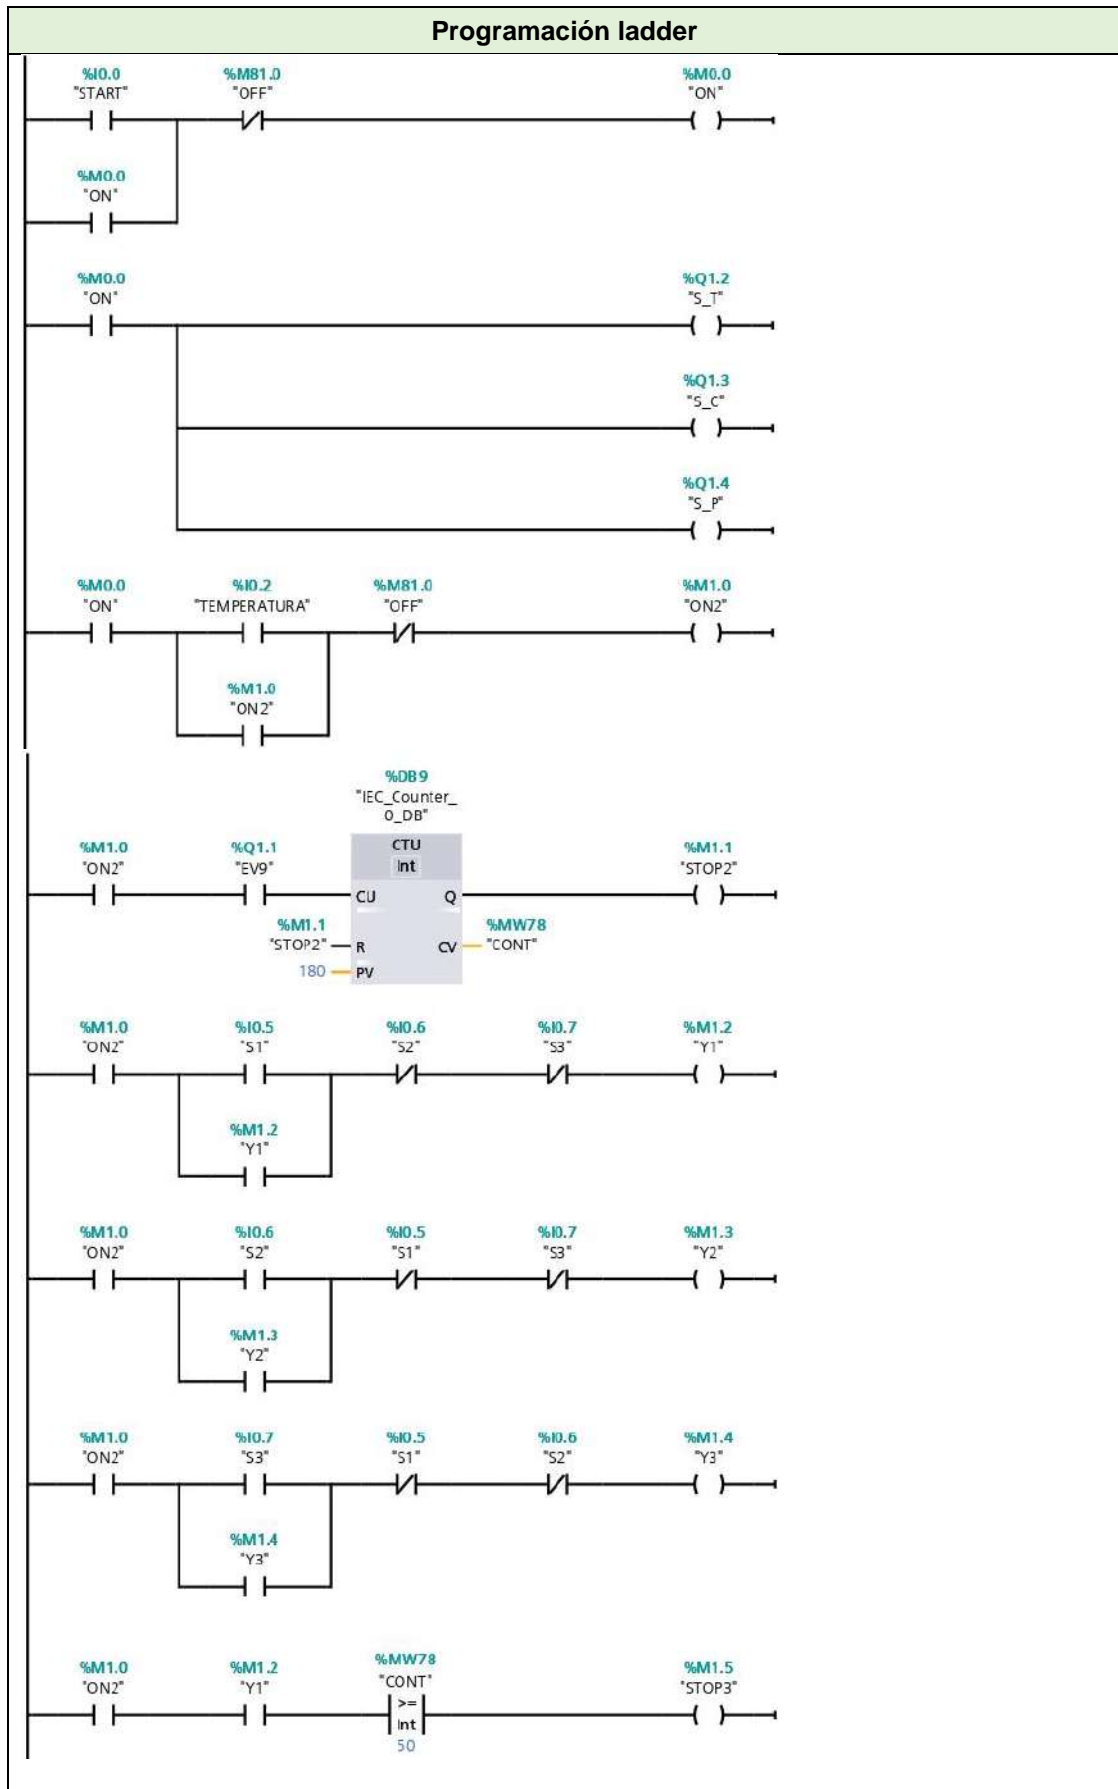 Programación ladder
%I0.0 %M81.0 %M0.0
"START" "OFF" "ON"
%M0.0
"ON"
%M0.0 %Q1.2
"ON" "S_T"
%Q1.3
"S_C"
%Q1.4
"S_P"
%M0.0 %I0.2 %M81.0 %M1.0
"ON" "TEMPERATURA" "OFF" "ON2"
%M1.0
"ON2"
%DB9
"IEC_Counter_
0_DB"
%M1.0 %Q1.1 CTU %M1.1
"ON2" "EV9" Int "STOP2"
CU Q
%M1.1 %MW78
"STOP2" R CV "CONT"
180 PV
%M1.0 %I0.5 %I0.6 %I0.7 %M1.2
"ON2" "S1" "S2" "S3" "Y1"
%M1.2
"Y1"
%M1.0 %I0.6 %I0.5 %I0.7 %M1.3
"ON2" "S2" "S1" "S3" "Y2"
%M1.3
"Y2"
%M1.0 %I0.7 %I0.5 %I0.6 %M1.4
"ON2" "S3" "S1" "S2" "Y3"
%M1.4
"Y3"
%M1.0 %M1.2 %MW78 %M1.5
"ON2" "Y1" "CONT" "STOP3"
>=
Int
50